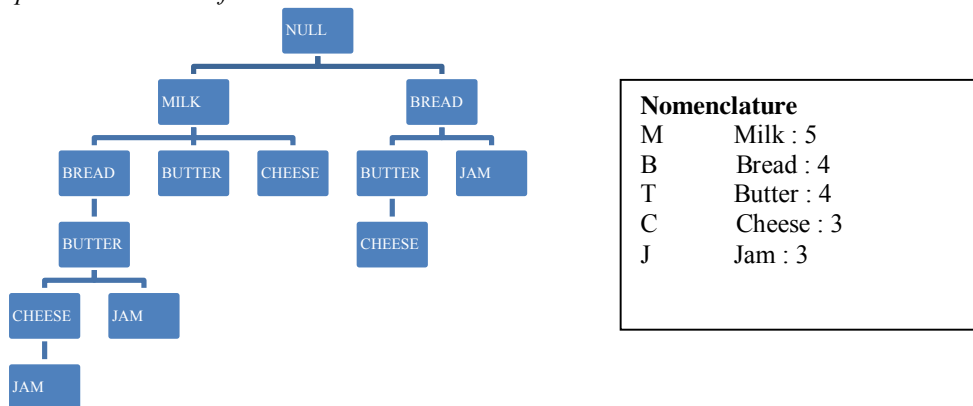 NULL
MILK BREAD
BREAD BUTTER CHEESE BUTTER JAM
BUTTER CHEESE
CHEESE JAM
JAM
Nomenclature
M Milk : 5
B Bread : 4
T Butter : 4
C Cheese : 3
J Jam : 3